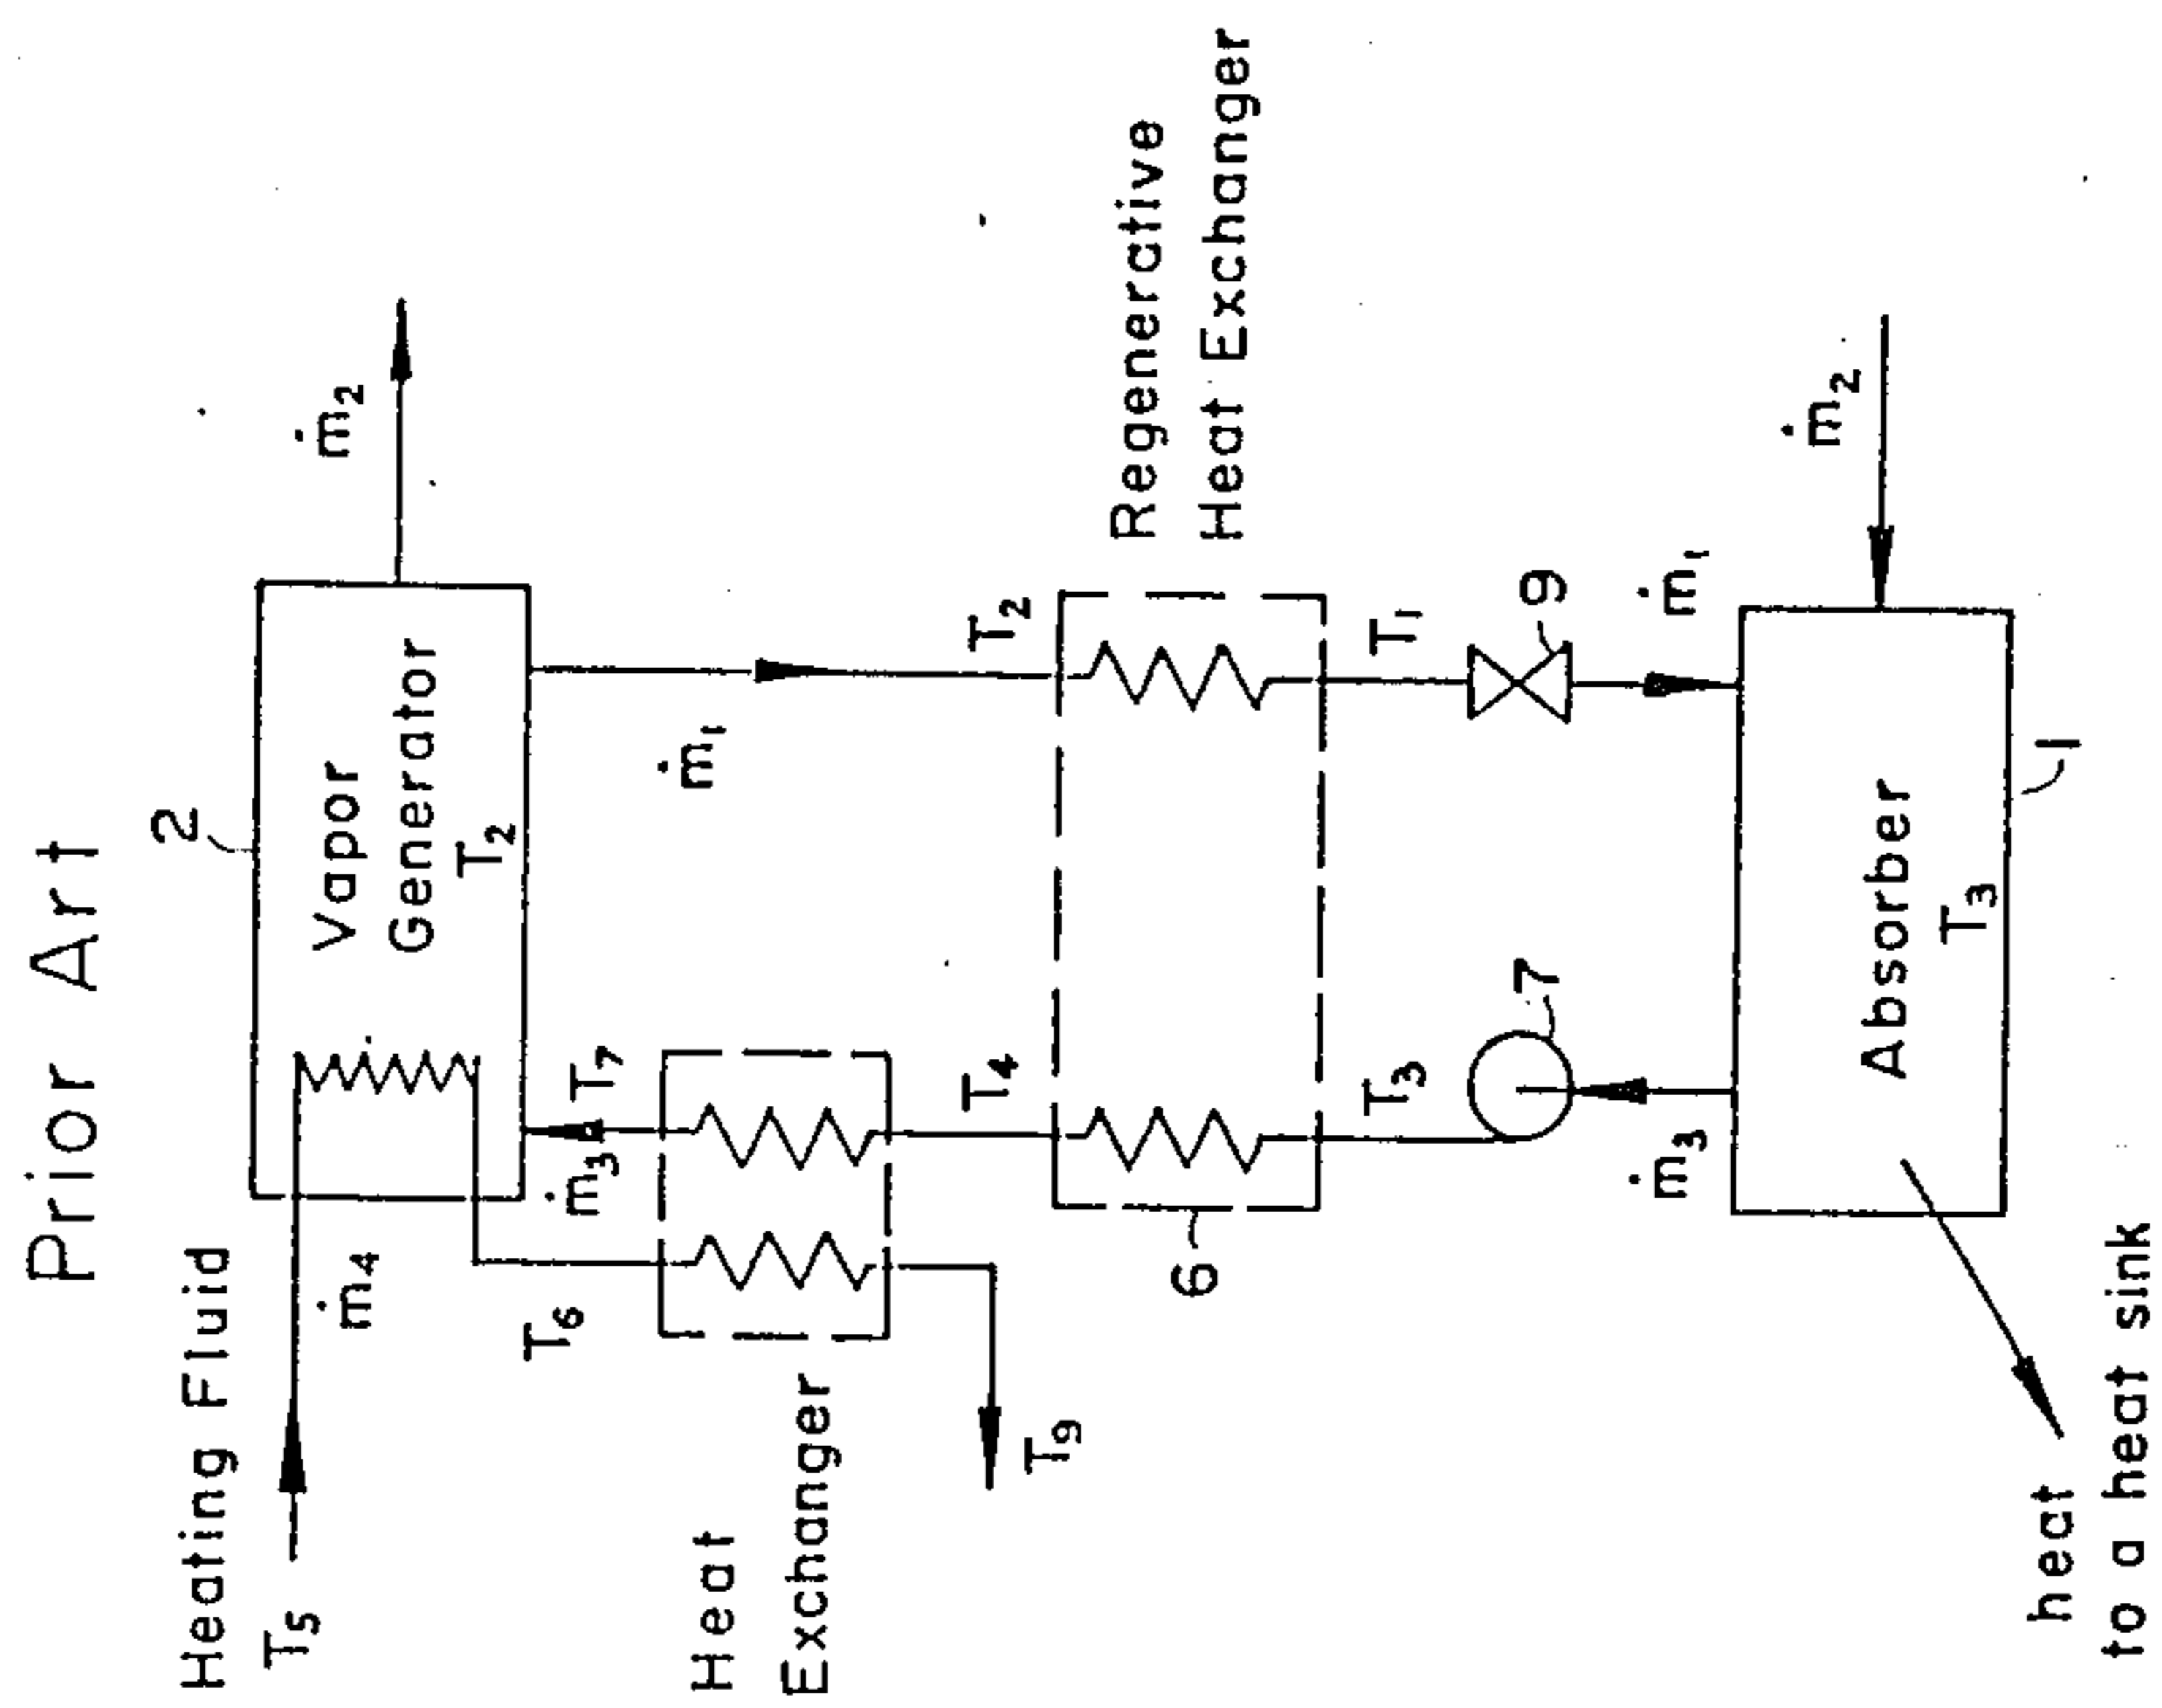 Prior Art
Heating Fluid
T₅
ṁ₄
2
Vapor
Generator
T₂
ṁ₂
T₆
ṁ₃
T₇
ṁ₁
Heat
Exchanger
T₉
T₄
T₂
Regenerative
Heat Exchanger
6
T₃
T₁
7
9
ṁ₃
ṁ₁
ṁ₂
Absorber
T₃
1
heat
to a heat sink